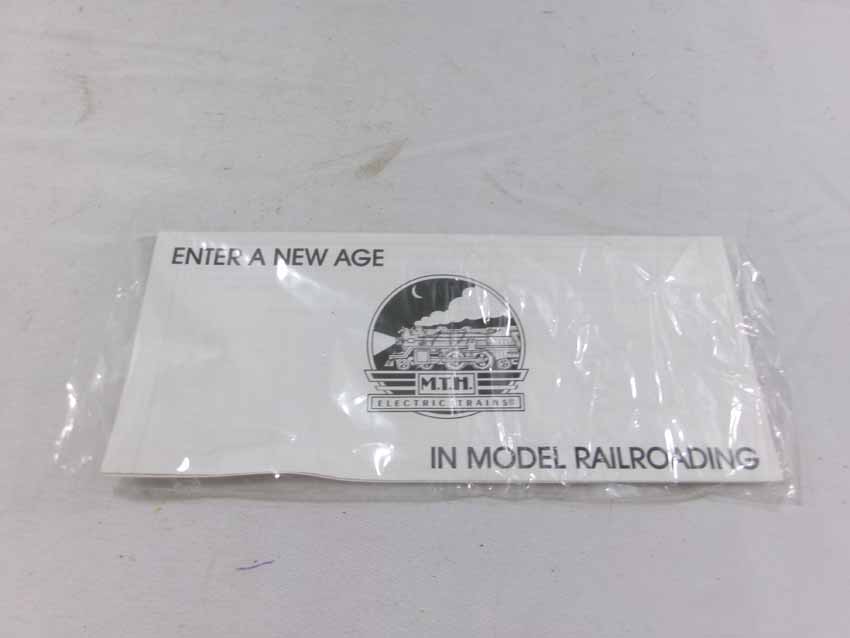 ENTER A NEW AGE
M.T.H.
ELECTRIC TRAINS®
IN MODEL RAILROADING